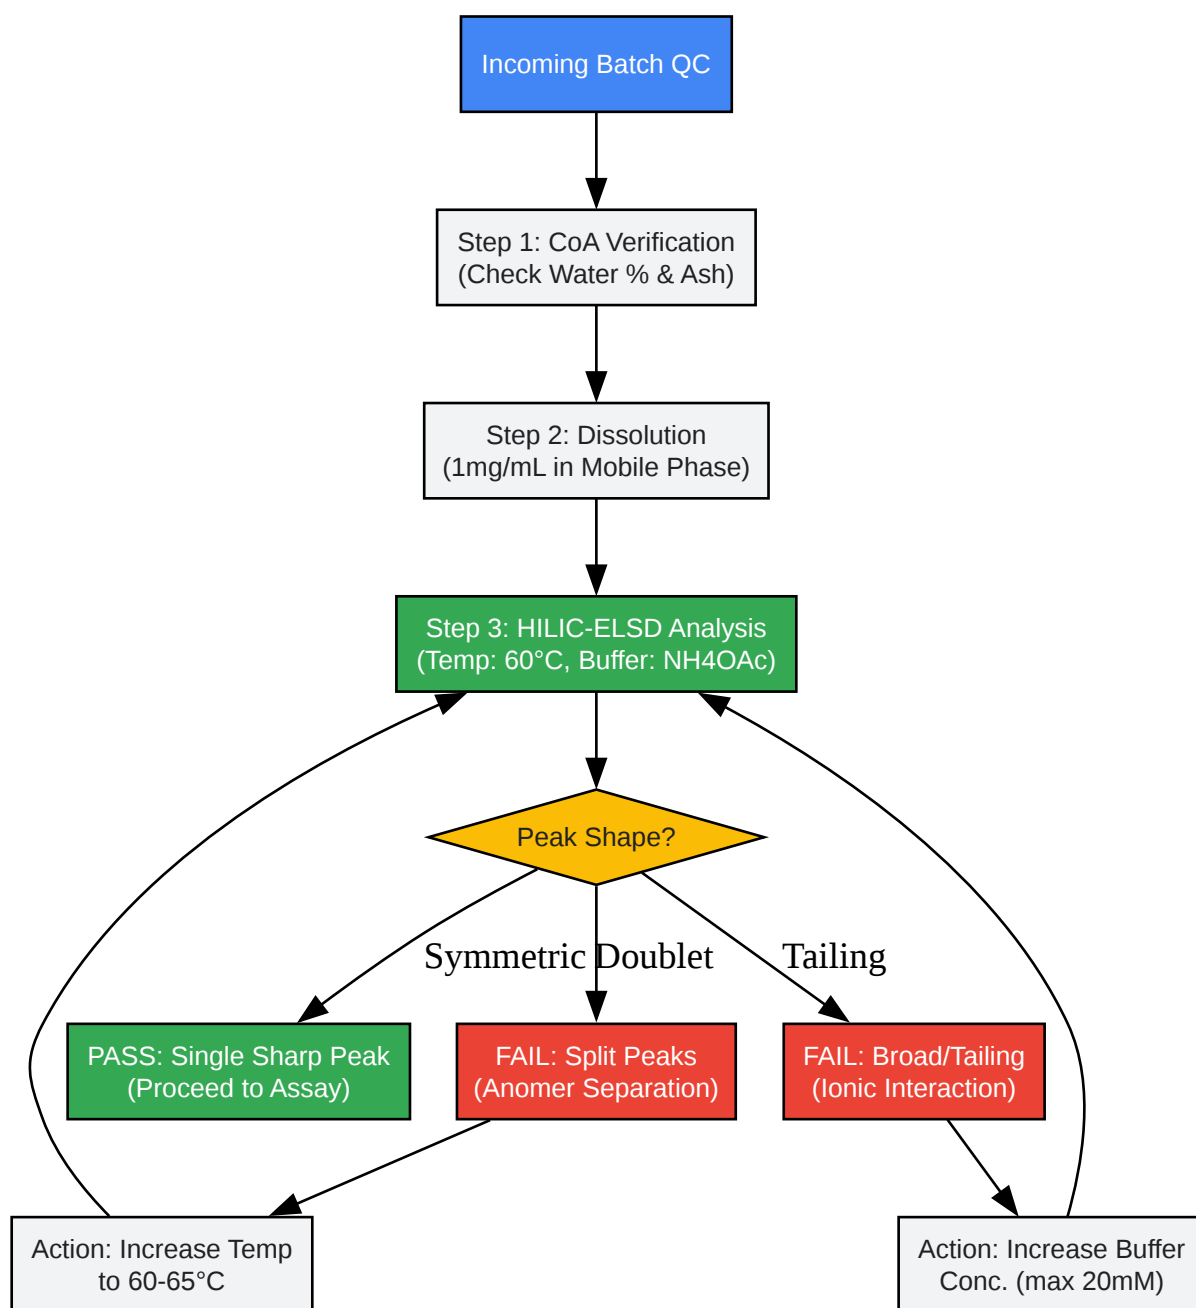 Incoming Batch QC
Step 1: CoA Verification
(Check Water % & Ash)
Step 2: Dissolution
(1mg/mL in Mobile Phase)
Step 3: HILIC-ELSD Analysis
(Temp: 60°C, Buffer: NH4OAc)
Peak Shape?
Symmetric
Doublet
Tailing
PASS: Single Sharp Peak
(Proceed to Assay)
FAIL: Split Peaks
(Anomer Separation)
FAIL: Broad/Tailing
(Ionic Interaction)
Action: Increase Temp
to 60-65°C
Action: Increase Buffer
Conc. (max 20mM)